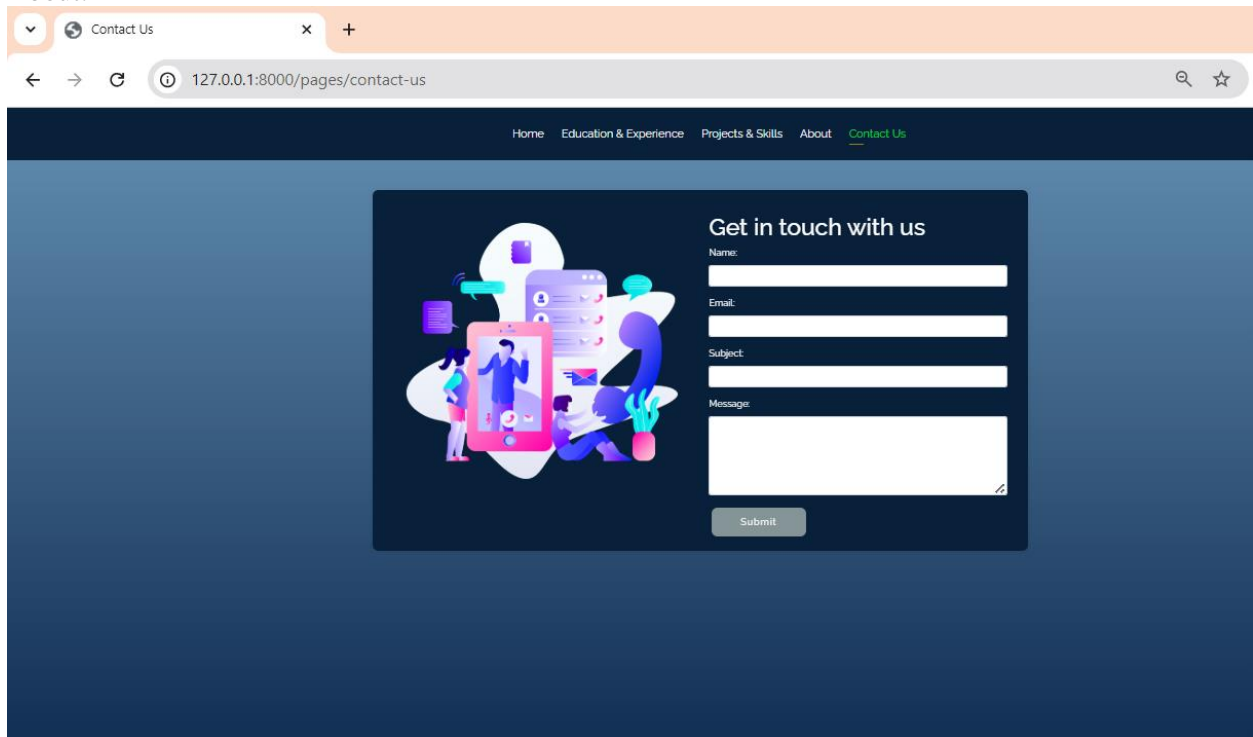 Contact Us
127.0.0.1:8000/pages/contact-us
Home Education & Experience Projects & Skills About Contact Us
Get in touch with us
Name:
Email:
Subject:
Message:
Submit